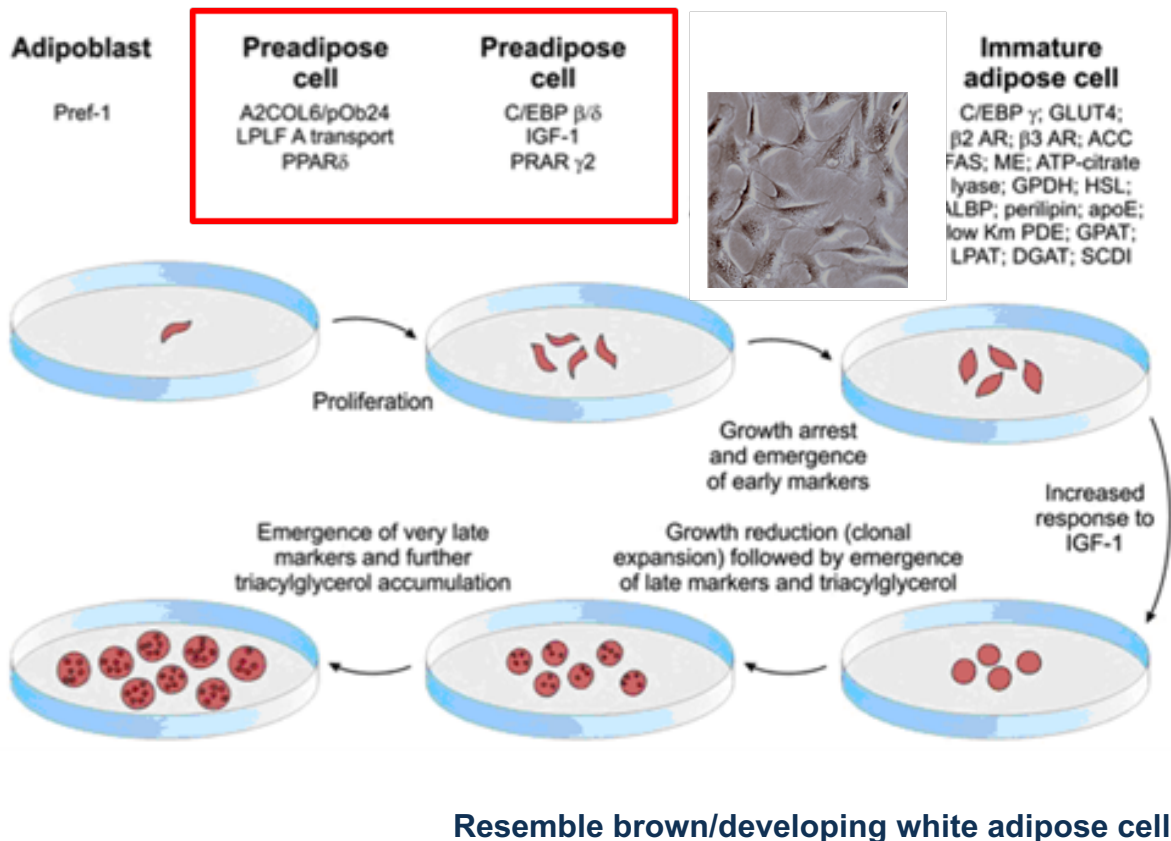 Adipoblast
Pref-1
Preadipose
cell
A2COL6/pOb24
LPLF A transport
PPARδ
Preadipose
cell
C/EBP β/δ
IGF-1
PRAR γ2
Immature
adipose cell
C/EBP γ; GLUT4;
β2 AR; β3 AR; ACC
FAS; ME; ATP-citrate
lyase; GPDH; HSL;
ALBP; perilipin; apoE;
low Km PDE; GPAT;
LPAT; DGAT; SCDI
Proliferation
Growth arrest
and emergence
of early markers
Increased
response to
IGF-1
Emergence of very late
markers and further
triacylglycerol accumulation
Growth reduction (clonal
expansion) followed by emergence
of late markers and triacylglycerol
Resemble brown/developing white adipose cell